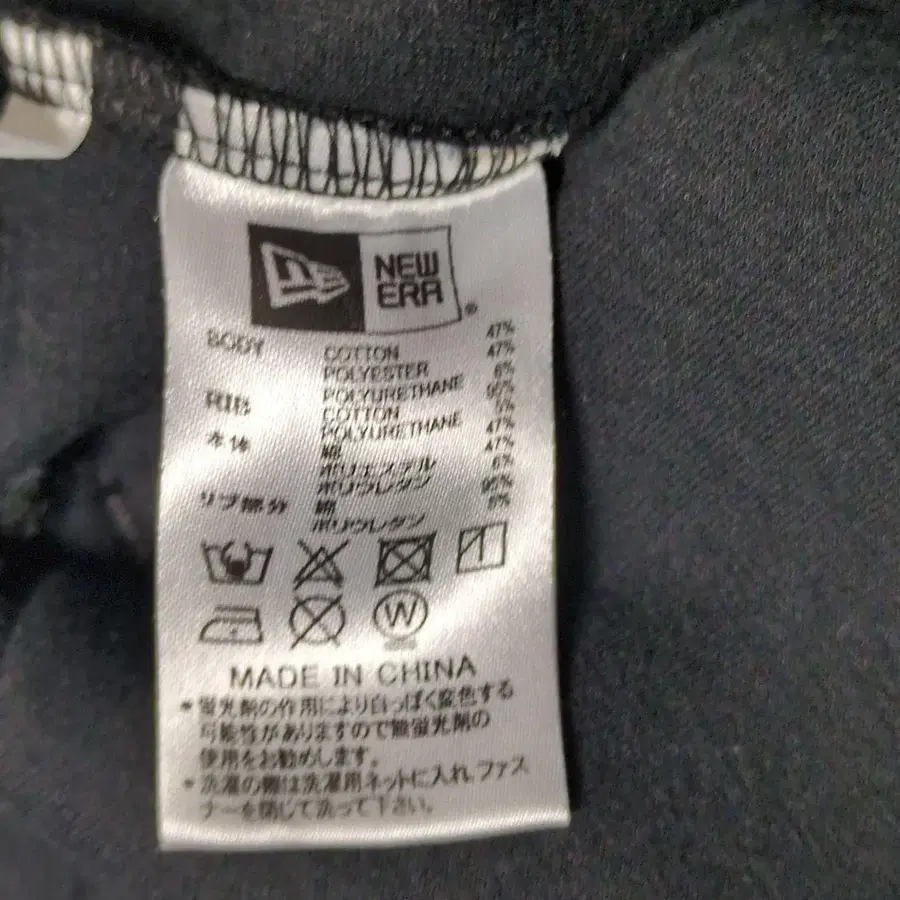 NEW
ERA
®
BODY COTTON 47%
POLYESTER 47%
POLYURETHANE 6%
RIB COTTON 95%
POLYURETHANE 5%
本体 綿 47%
ポリエステル 47%
ポリウレタン 6%
リブ部分 綿 95%
ポリウレタン 5%
W
MADE IN CHINA
*蛍光剤の作用により白っぱく変色する
可能性がありますので無蛍光剤の
使用をお勧めします。
*洗濯の際は洗濯用ネットに入れ、ファス
ナーを閉じて洗って下さい。